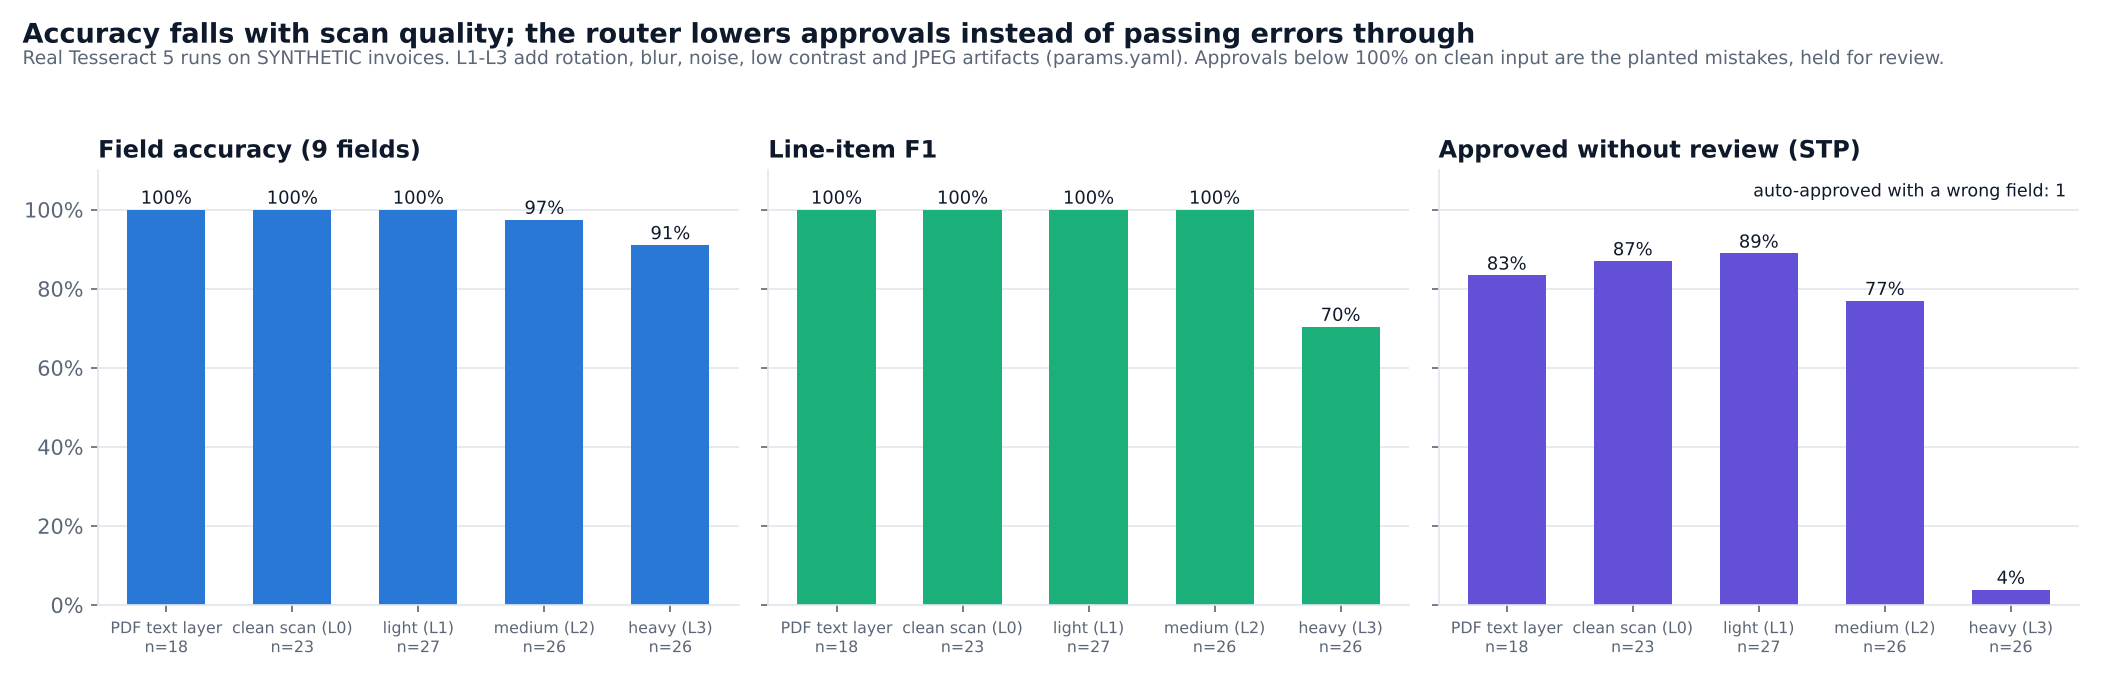 Accuracy falls with scan quality; the router lowers approvals instead of passing errors through
Real Tesseract 5 runs on SYNTHETIC invoices. L1-L3 add rotation, blur, noise, low contrast and JPEG artifacts (params.yaml). Approvals below 100% on clean input are the planted mistakes, held for review.
Field accuracy (9 fields)
100%
80%
60%
40%
20%
0%
100% 100% 100% 97% 91%
PDF text layer clean scan (L0) light (L1) medium (L2) heavy (L3)
n=18 n=23 n=27 n=26 n=26
Line-item F1
100% 100% 100% 100% 70%
PDF text layer clean scan (L0) light (L1) medium (L2) heavy (L3)
n=18 n=23 n=27 n=26 n=26
Approved without review (STP)
auto-approved with a wrong field: 1
83% 87% 89% 77% 4%
PDF text layer clean scan (L0) light (L1) medium (L2) heavy (L3)
n=18 n=23 n=27 n=26 n=26